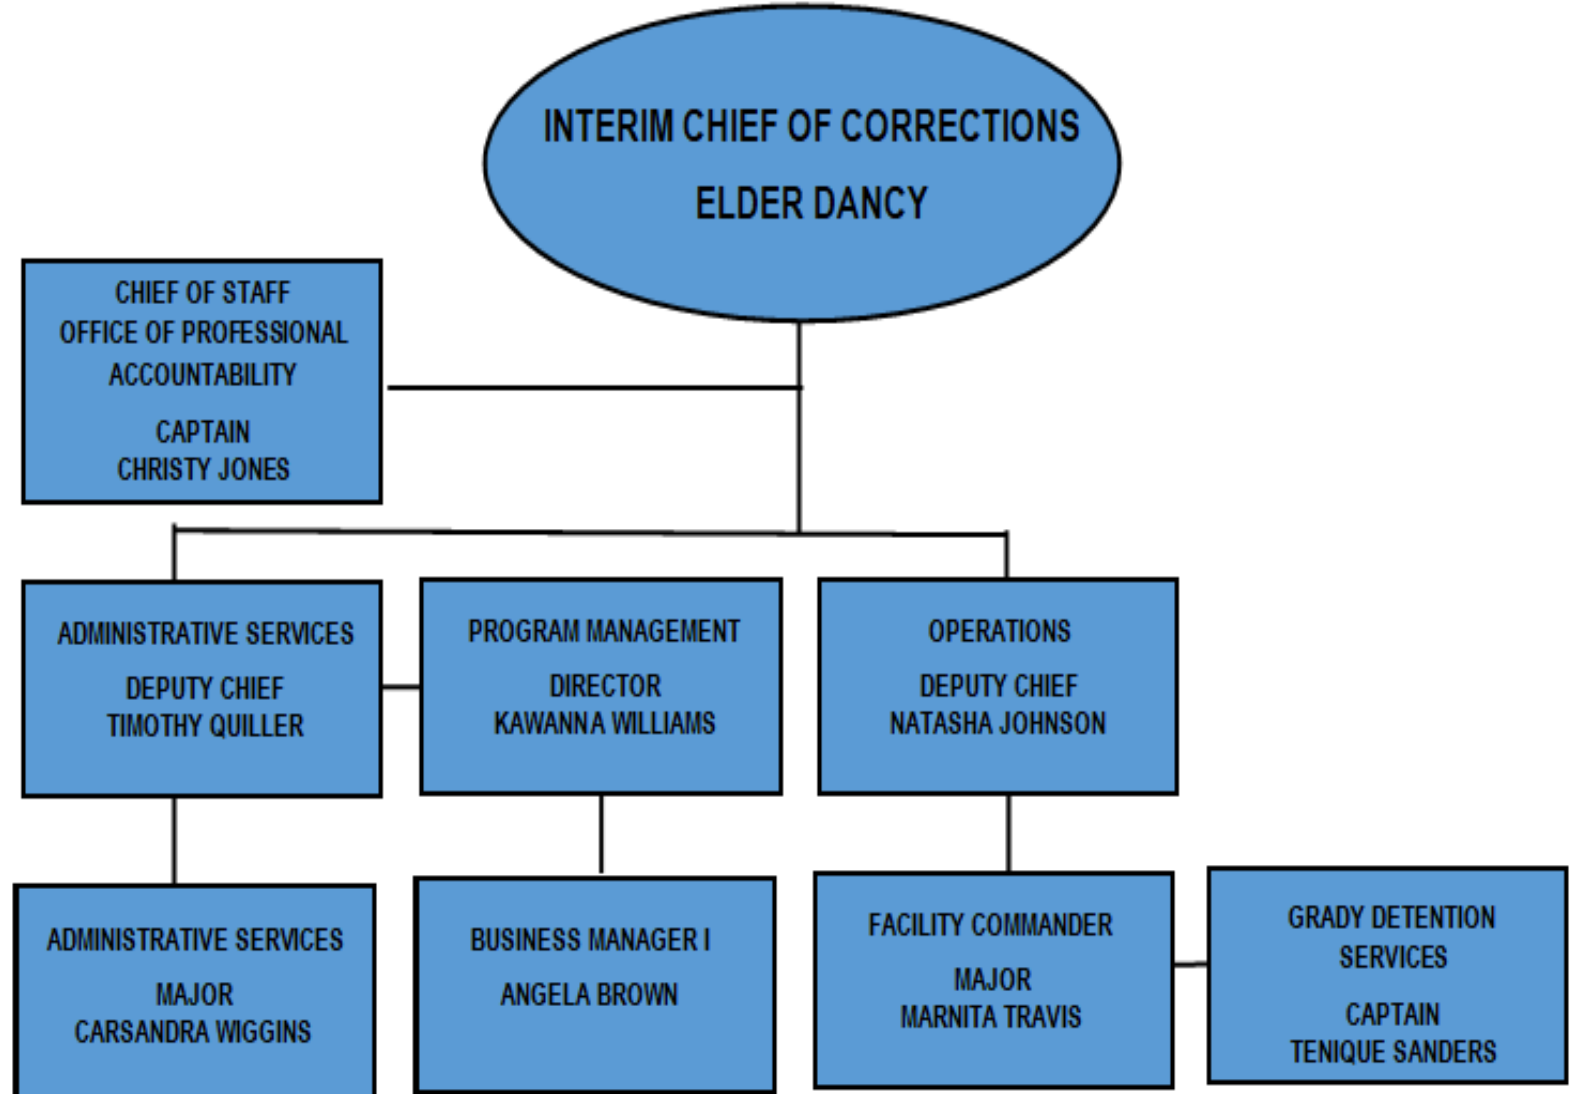 INTERIM CHIEF OF CORRECTIONS
ELDER DANCY
CHIEF OF STAFF
OFFICE OF PROFESSIONAL
ACCOUNTABILITY
CAPTAIN
CHRISTY JONES
ADMINISTRATIVE SERVICES
DEPUTY CHIEF
TIMOTHY QUILLER
PROGRAM MANAGEMENT
DIRECTOR
KAWANNA WILLIAMS
OPERATIONS
DEPUTY CHIEF
NATASHA JOHNSON
ADMINISTRATIVE SERVICES
MAJOR
CARSANDRA WIGGINS
BUSINESS MANAGER I
ANGELA BROWN
FACILITY COMMANDER
MAJOR
MARNITA TRAVIS
GRADY DETENTION
SERVICES
CAPTAIN
TENIQUE SANDERS